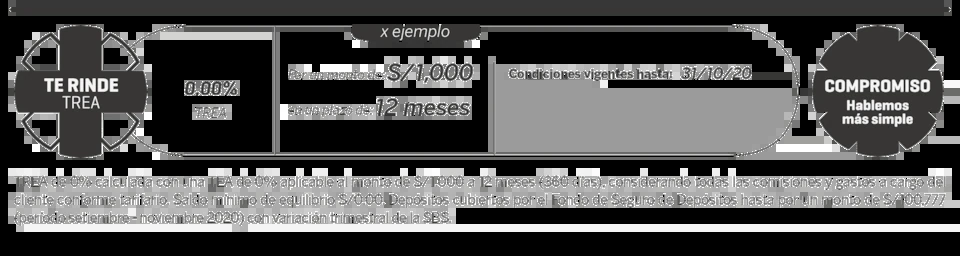 x ejemplo
TE RINDE
TREA
0.00%
TREA
Por un monto de: S/ 1,000
en un plazo de: 12 meses
Condiciones vigentes hasta: 31/10/20
COMPROMISO
Hablemos
más simple
TREA de 0% calculada con una TEA de 0% aplicable al monto de S/ 1000 a 12 meses (360 días), considerando todas las comisiones y gastos a cargo del
cliente conforme tarifario. Saldo mínimo de equilibrio S/0.00. Depósitos cubiertos por el Fondo de Seguro de Depósitos hasta por un monto de S/100,777
(periodo setiembre - noviembre 2020) con variación trimestral de la SBS.